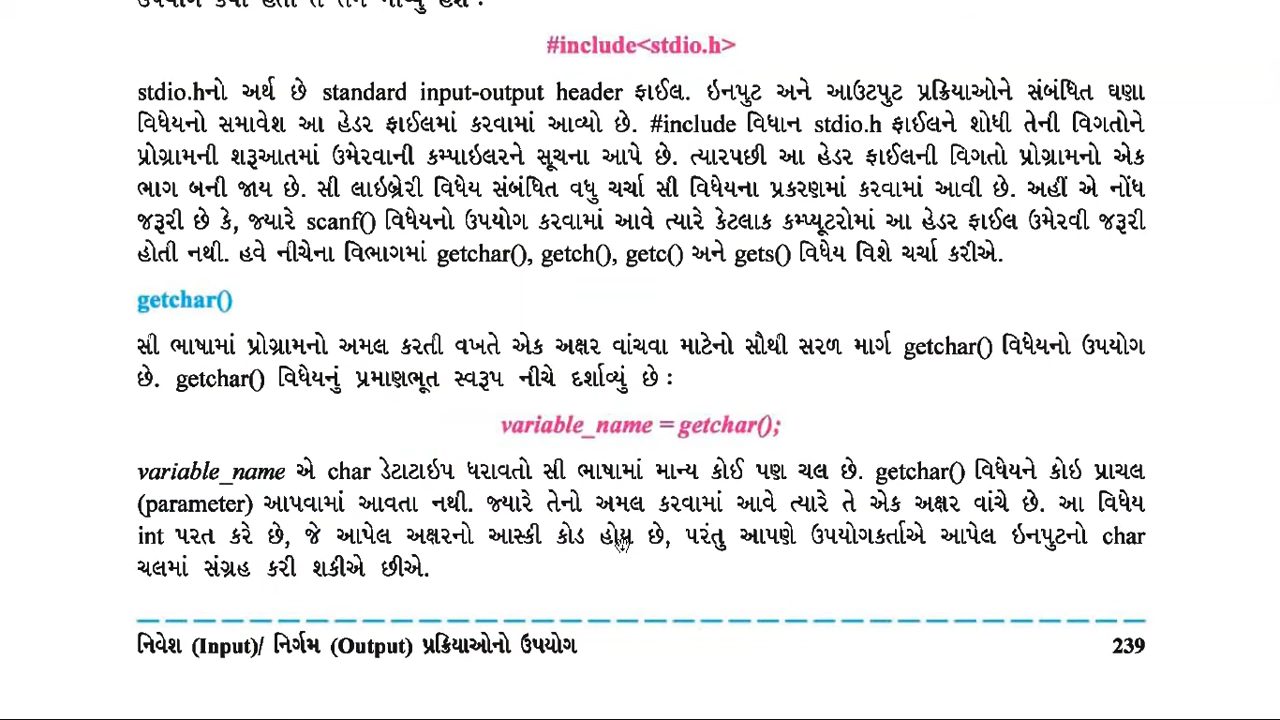 #include<stdio.h>
stdio.hનો અર્થ છે standard input-output header ફાઈલ. ઇનપુટ અને આઉટપુટ પ્રક્રિયાઓને સંબંધિત ઘણા
વિધેયનો સમાવેશ આ હેડર ફાઈલમાં કરવામાં આવ્યો છે. #include વિધાન stdio.h ફાઈલને શોધી તેની વિગતોને
પ્રોગ્રામની શરૂઆતમાં ઉમેરવાની કમ્પાઇલરને સૂચના આપે છે. ત્યારપછી આ હેડર ફાઈલની વિગતો પ્રોગ્રામનો એક
ભાગ બની જાય છે. સી લાઇબ્રેરી વિધેય સંબંધિત વધુ ચર્ચા સી વિધેયના પ્રકરણમાં કરવામાં આવી છે. અહીં એ નોંધ
જરૂરી છે કે, જ્યારે scanf() વિધેયનો ઉપયોગ કરવામાં આવે ત્યારે કેટલાક કમ્પ્યૂટરોમાં આ હેડર ફાઈલ ઉમેરવી જરૂરી
હોતી નથી. હવે નીચેના વિભાગમાં getchar(), getch(), getc() અને gets() વિધેય વિશે ચર્ચા કરીએ.
getchar()
સી ભાષામાં પ્રોગ્રામનો અમલ કરતી વખતે એક અક્ષર વાંચવા માટેનો સૌથી સરળ માર્ગ getchar() વિધેયનો ઉપયોગ
છે. getchar() વિધેયનું પ્રમાણભૂત સ્વરૂપ નીચે દર્શાવ્યું છે :
variable_name = getchar();
variable_name એ char ડેટાટાઇપ ધરાવતો સી ભાષામાં માન્ય કોઈ પણ ચલ છે. getchar() વિધેયને કોઇ પ્રાચલ
(parameter) આપવામાં આવતા નથી. જ્યારે તેનો અમલ કરવામાં આવે ત્યારે તે એક અક્ષર વાંચે છે. આ વિધેય
int પરત કરે છે, જે આપેલ અક્ષરનો આસ્કી કોડ હોય છે, પરંતુ આપણે ઉપયોગકર્તાએ આપેલ ઇનપુટનો char
ચલમાં સંગ્રહ કરી શકીએ છીએ.
નિવેશ (Input)/ નિર્ગમ (Output) પ્રક્રિયાઓનો ઉપયોગ 239